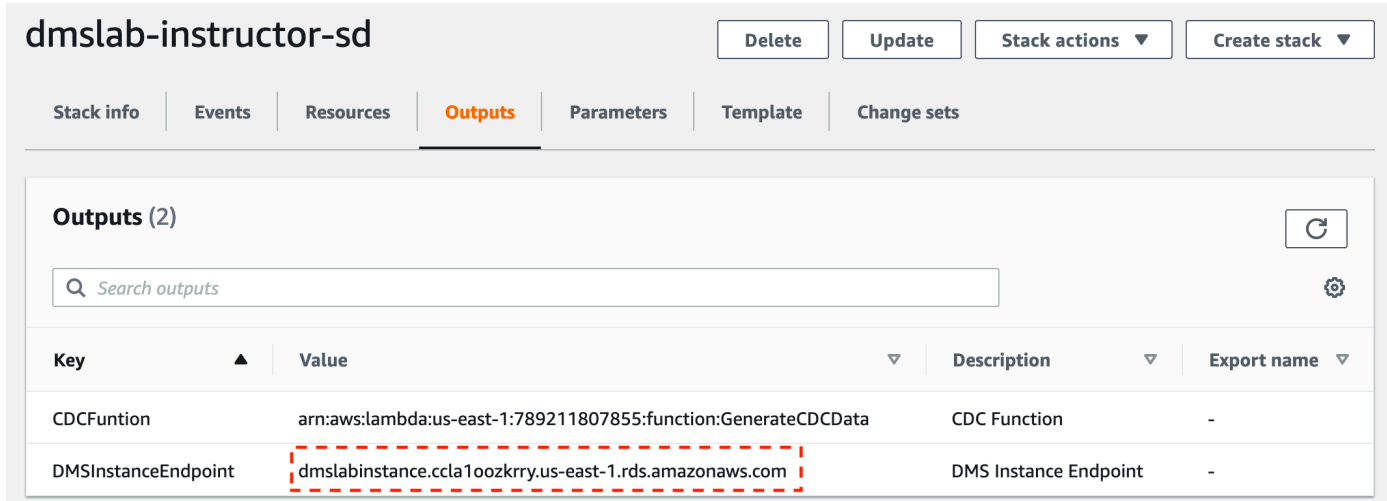 dmslab-instructor-sd
Delete Update Stack actions Create stack
Stack info Events Resources Outputs Parameters Template Change sets
Outputs (2)
Search outputs
Key Value Description Export name
CDCFuntion arn:aws:lambda:us-east-1:789211807855:function:GenerateCDCData CDC Function -
DMSInstanceEndpoint dmslabinstance.ccla1oozkrry.us-east-1.rds.amazonaws.com DMS Instance Endpoint -